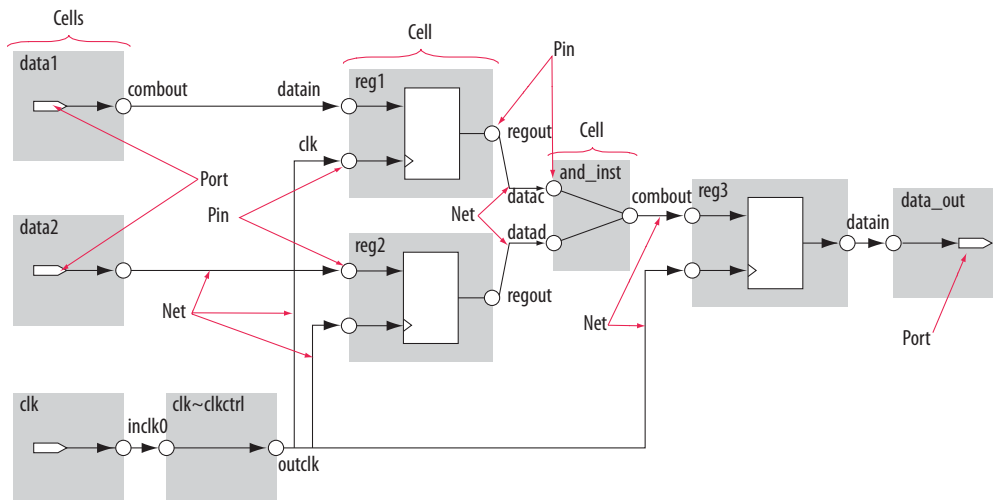 Cells
Cell
Pin
data1
combout
datain
reg1
clk
regout
Cell
and_inst
Port
Pin
Net
datac
combout
reg3
data_out
data2
reg2
datad
datain
regout
Net
Net
Port
clk
inclk0
clk~clkctrl
outclk